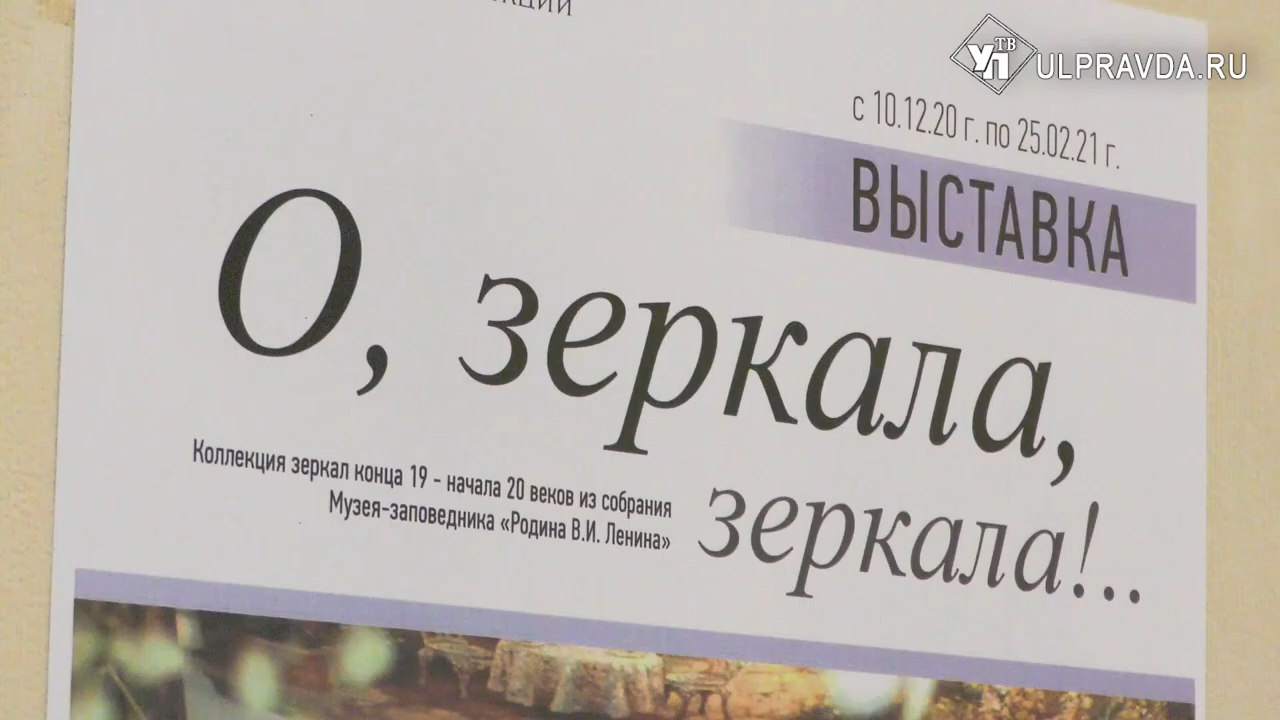 УП ТВ ULPRAVDA.RU
с 10.12.20 г. по 25.02.21 г.
ВЫСТАВКА
О, зеркала,
зеркала!..
Коллекция зеркал конца 19 - начала 20 веков из собрания
Музея-заповедника «Родина В.И. Ленина»